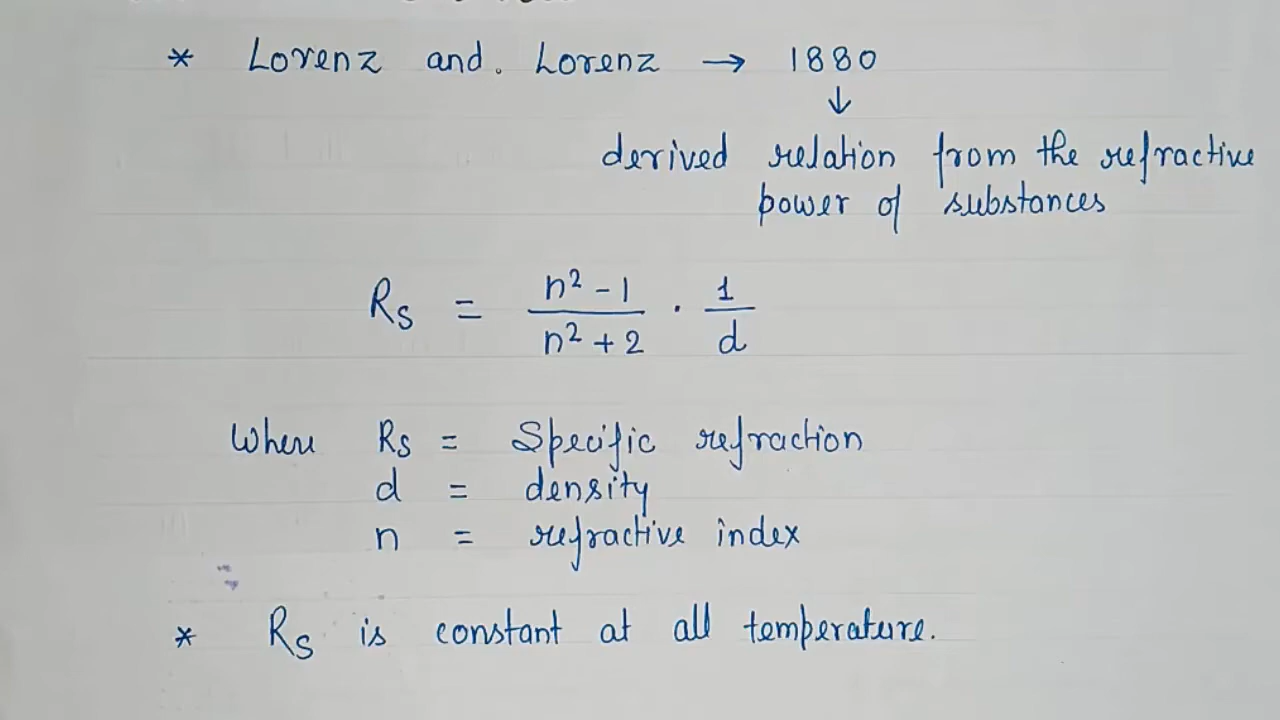 * Lorenz and. Lorenz → 1880
↓
derived relation from the refractive
power of substances
Rs = n² - 1 / n² + 2 · 1 / d
Where Rs = Specific refraction
d = density
n = refractive index
* Rs is constant at all temperature.